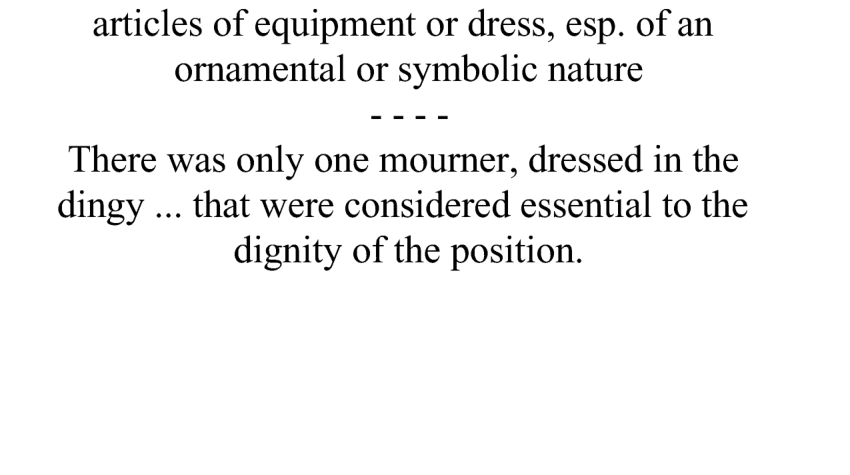 articles of equipment or dress, esp. of an
ornamental or symbolic nature
- - - -
There was only one mourner, dressed in the
dingy ... that were considered essential to the
dignity of the position.